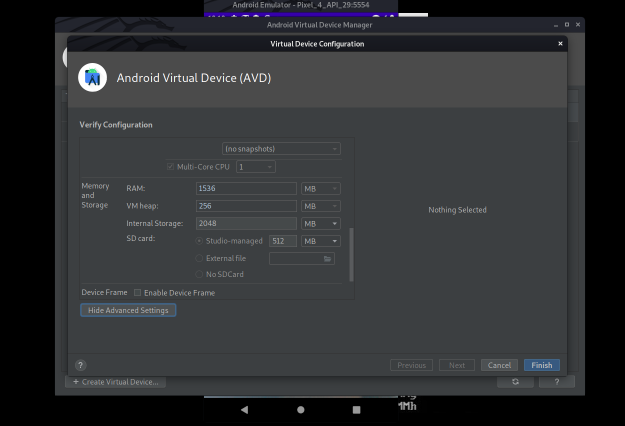 Android Emulator - Pixel_4_API_29:5554
Android Virtual Device Manager
Virtual Device Configuration
Android Virtual Device (AVD)
Verify Configuration
(no snapshots)
Multi-Core CPU 1
Memory and Storage
RAM: 1536 MB
VM heap: 256 MB
Internal Storage: 2048 MB
SD card: Studio-managed 512 MB
External file
No SDCard
Device Frame Enable Device Frame
Hide Advanced Settings
Nothing Selected
? Previous Next Cancel Finish
+ Create Virtual Device... ?
1Mh